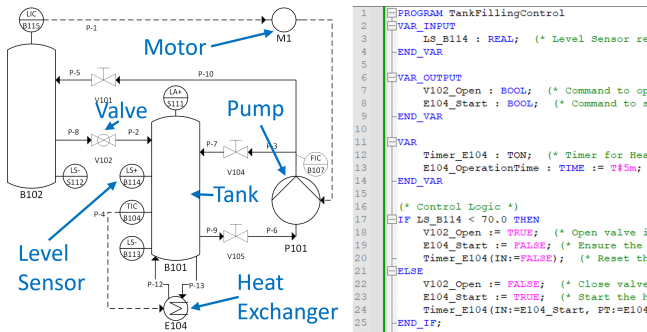 LIC
B115
P-1
M1
Motor
P-5
V101
P-10
LA+
S111
Valve
P-8
V102
P-2
Pump
P-7
V104
P-3
FIC
B107
LS-
S112
B102
LS+
B114
Tank
TIC
B104
P-4
P-9
V105
P-6
P101
Level
Sensor
LS-
B113
B101
P-12
P-13
Heat
Exchanger
E104
1 PROGRAM TankFillingControl
2 VAR_INPUT
3 LS_B114 : REAL; (* Level Sensor re
4 END_VAR
5
6 VAR_OUTPUT
7 V102_Open : BOOL; (* Command to op
8 E104_Start : BOOL; (* Command to s
9 END_VAR
10
11 VAR
12 Timer_E104 : TON; (* Timer for Hea
13 E104_OperationTime : TIME := T#5m;
14 END_VAR
15
16 (* Control Logic *)
17 IF LS_B114 < 70.0 THEN
18 V102_Open := TRUE; (* Open valve i
19 E104_Start := FALSE; (* Ensure the
20 Timer_E104(IN:=FALSE); (* Reset th
21 ELSE
22 V102_Open := FALSE; (* Close valve
23 E104_Start := TRUE; (* Start the h
24 Timer_E104(IN:=E104_Start, PT:=E104
25 END_IF;